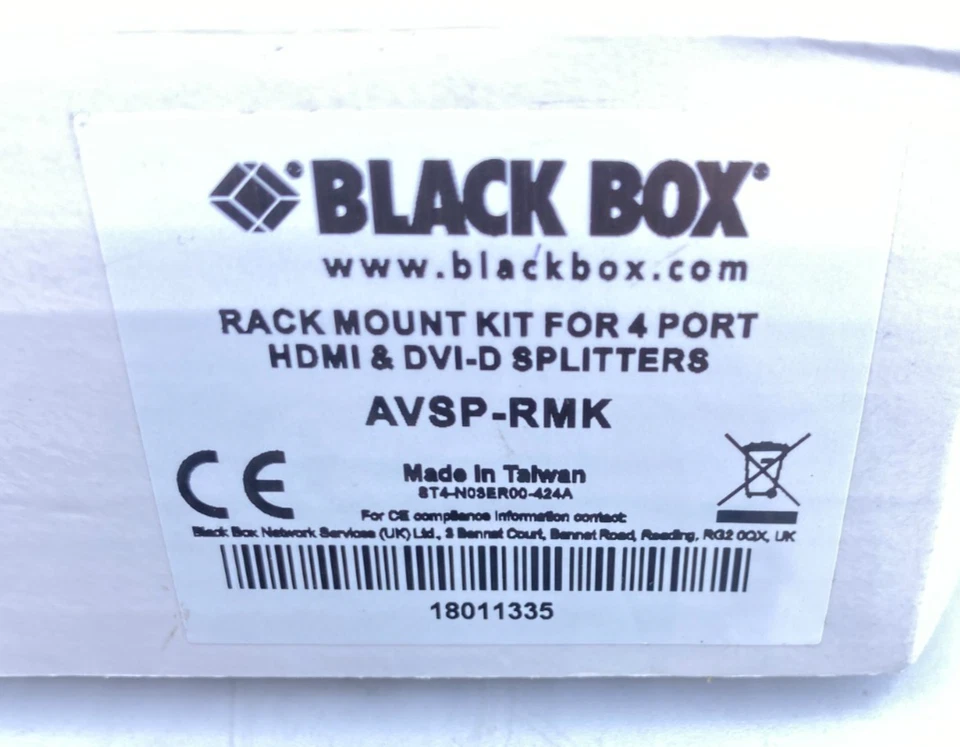 BLACK BOX
www.blackbox.com
RACK MOUNT KIT FOR 4 PORT
HDMI & DVI-D SPLITTERS
AVSP-RMK
CE
Made In Taiwan
ST4-N03ER00-424A
For CE compliance information contact:
Black Box Network Services (UK) Ltd., 3 Bennet Court, Bennet Road, Reading, RG2 0QX, UK
18011335